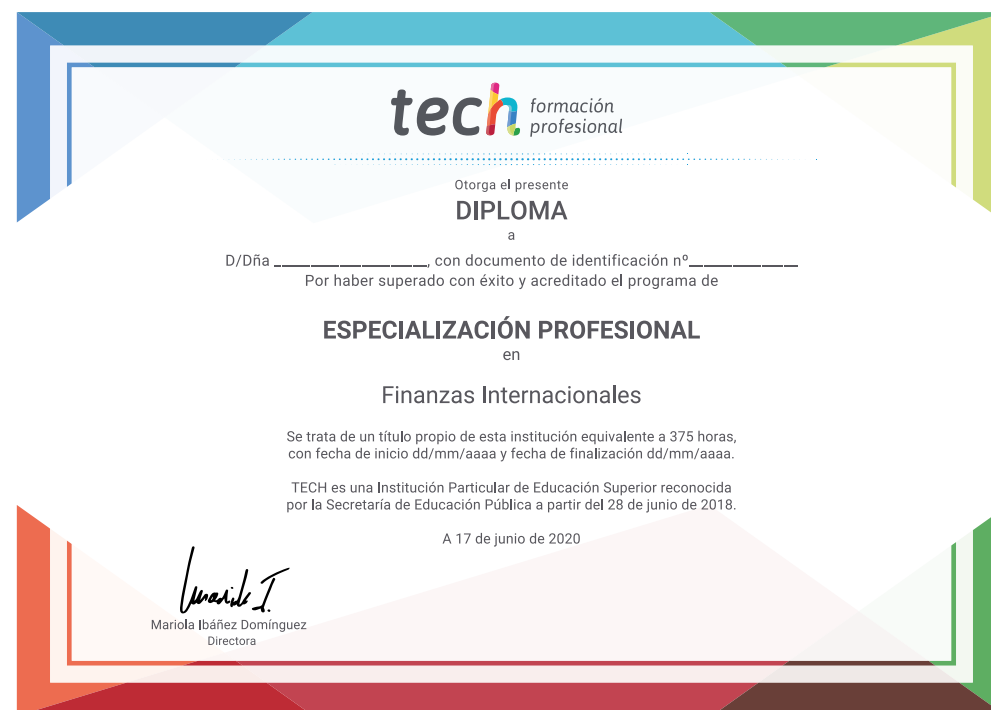 tech formación
profesional
Otorga el presente
DIPLOMA
a
D/Dña ____________________, con documento de identificación nº______________
Por haber superado con éxito y acreditado el programa de
ESPECIALIZACIÓN PROFESIONAL
en
Finanzas Internacionales
Se trata de un título propio de esta institución equivalente a 375 horas,
con fecha de inicio dd/mm/aaaa y fecha de finalización dd/mm/aaaa.
TECH es una Institución Particular de Educación Superior reconocida
por la Secretaría de Educación Pública a partir del 28 de junio de 2018.
A 17 de junio de 2020
Mariola Ibáñez Domínguez
Directora